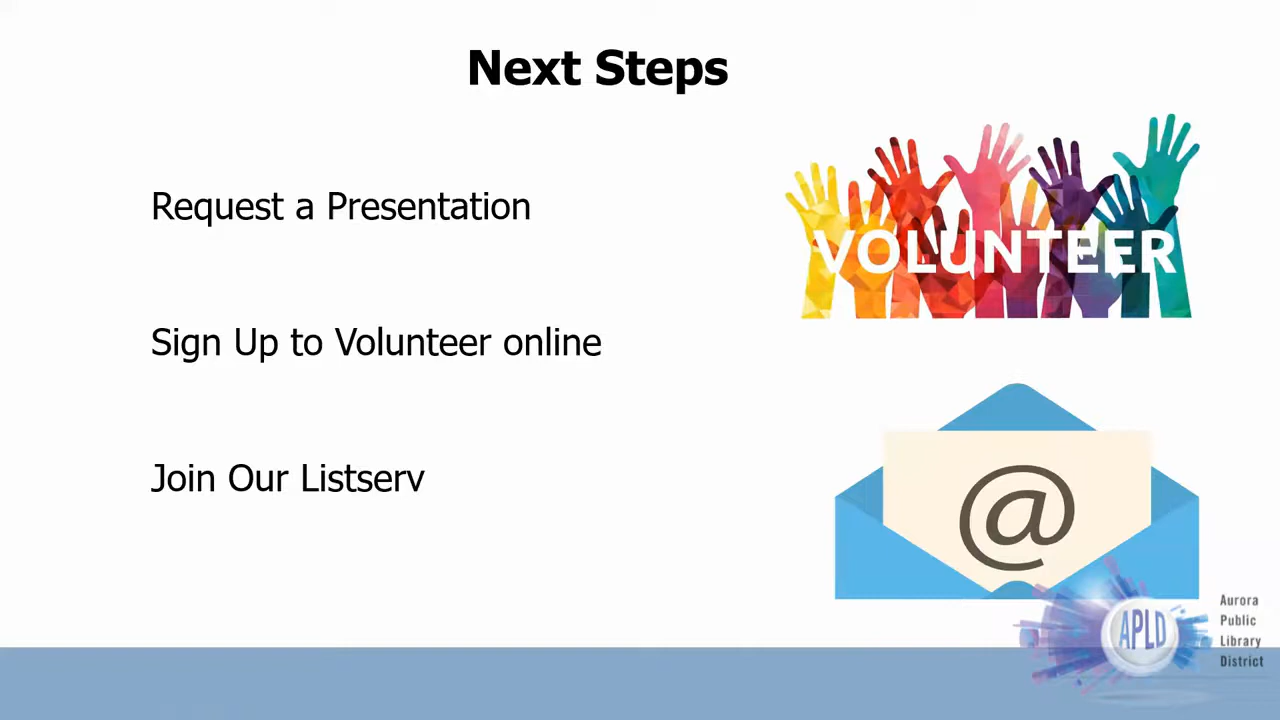 Next Steps
Request a Presentation
VOLUNTEER
Sign Up to Volunteer online
Join Our Listserv
@
APLD
Aurora
Public
Library
District